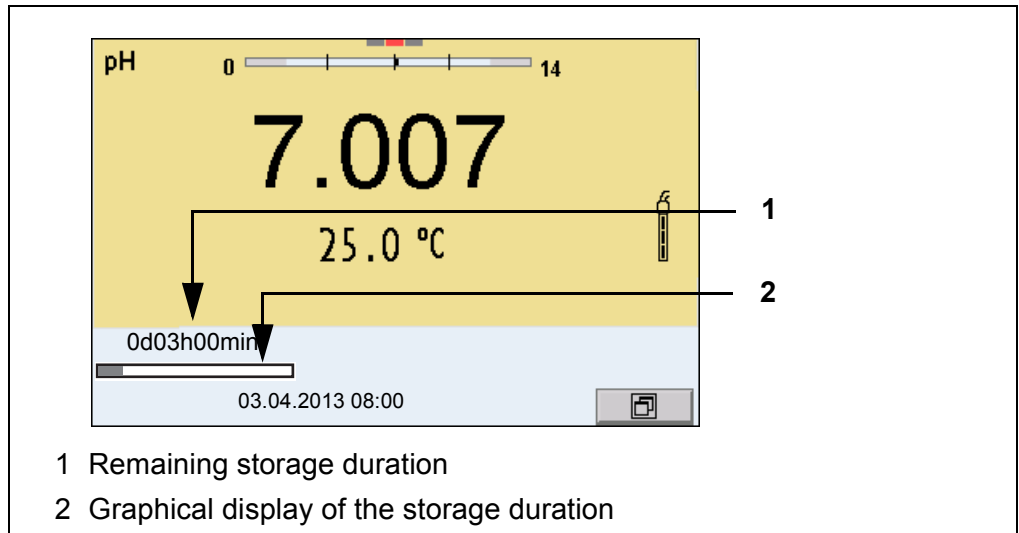 pH 0 14
7.007
1
25.0 °C
2
0d03h00min
03.04.2013 08:00
1 Remaining storage duration
2 Graphical display of the storage duration